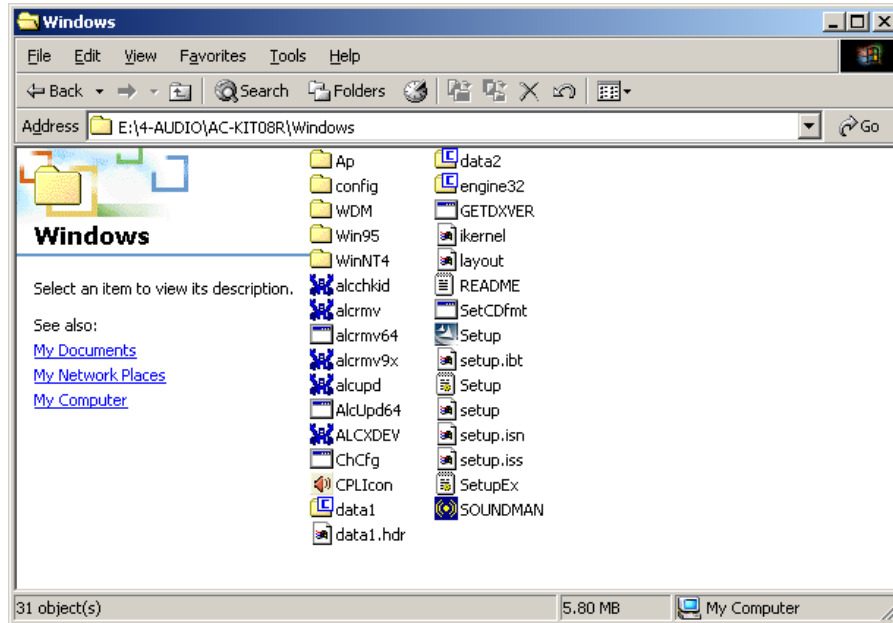 Windows
File Edit View Favorites Tools Help
Back Search Folders
Address E:\4-AUDIO\AC-KIT08R\Windows Go
Windows
Select an item to view its description.
See also:
My Documents
My Network Places
My Computer
Ap
config
WDM
Win95
WinNT4
alcchkid
alcrmv
alcrmv64
alcrmv9x
alcupd
AlcUpd64
ALCXDEV
ChCfg
CPLIcon
data1
data1.hdr
data2
engine32
GETDXVER
ikernel
layout
README
SetCDfmt
Setup
setup.ibt
Setup
setup
setup.isn
setup.iss
SetupEx
SOUNDMAN
31 object(s) 5.80 MB My Computer